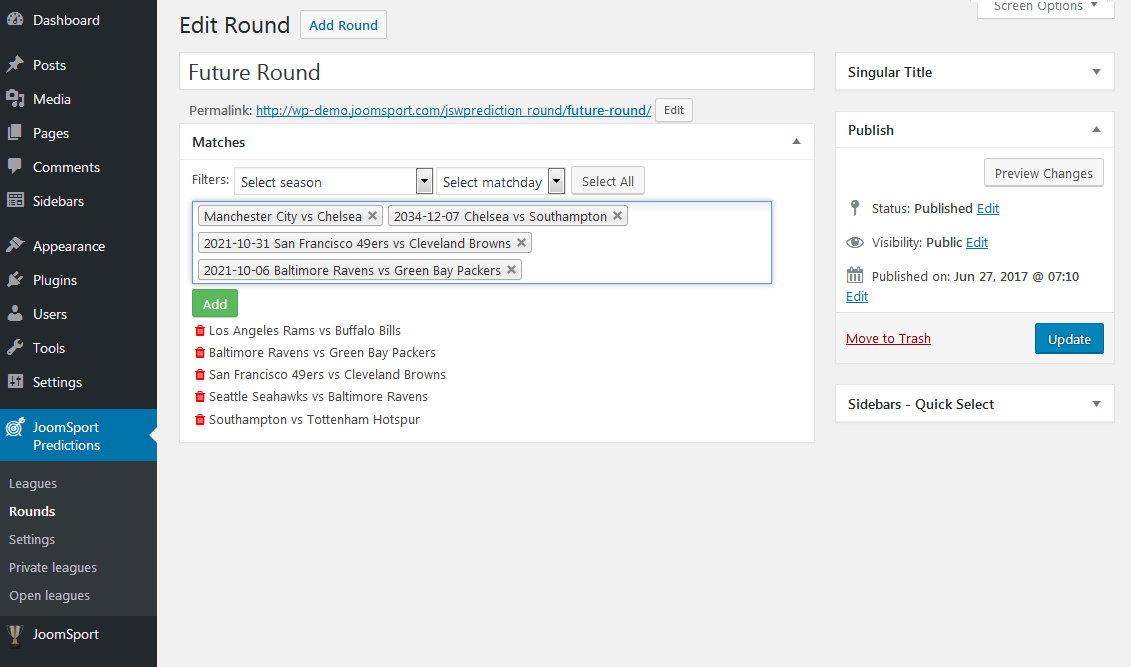 Dashboard
Posts
Media
Pages
Comments
Sidebars
Appearance
Plugins
Users
Tools
Settings
JoomSport
Predictions
Leagues
Rounds
Settings
Private leagues
Open leagues
JoomSport
Screen Options
Edit Round Add Round
Future Round
Permalink: http://wp-demo.joomsport.com/jswprediction_round/future-round/ Edit
Matches
Filters: Select season Select matchday Select All
Manchester City vs Chelsea 2034-12-07 Chelsea vs Southampton
2021-10-31 San Francisco 49ers vs Cleveland Browns
2021-10-06 Baltimore Ravens vs Green Bay Packers
Add
Los Angeles Rams vs Buffalo Bills
Baltimore Ravens vs Green Bay Packers
San Francisco 49ers vs Cleveland Browns
Seattle Seahawks vs Baltimore Ravens
Southampton vs Tottenham Hotspur
Singular Title
Publish
Preview Changes
Status: Published Edit
Visibility: Public Edit
Published on: Jun 27, 2017 @ 07:10
Edit
Move to Trash Update
Sidebars - Quick Select